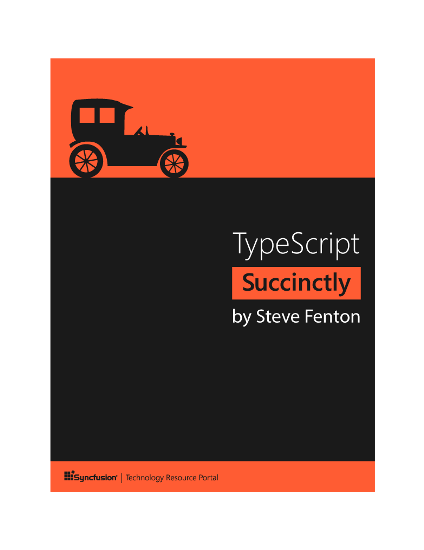 TypeScript
Succinctly
by Steve Fenton
Syncfusion | Technology Resource Portal